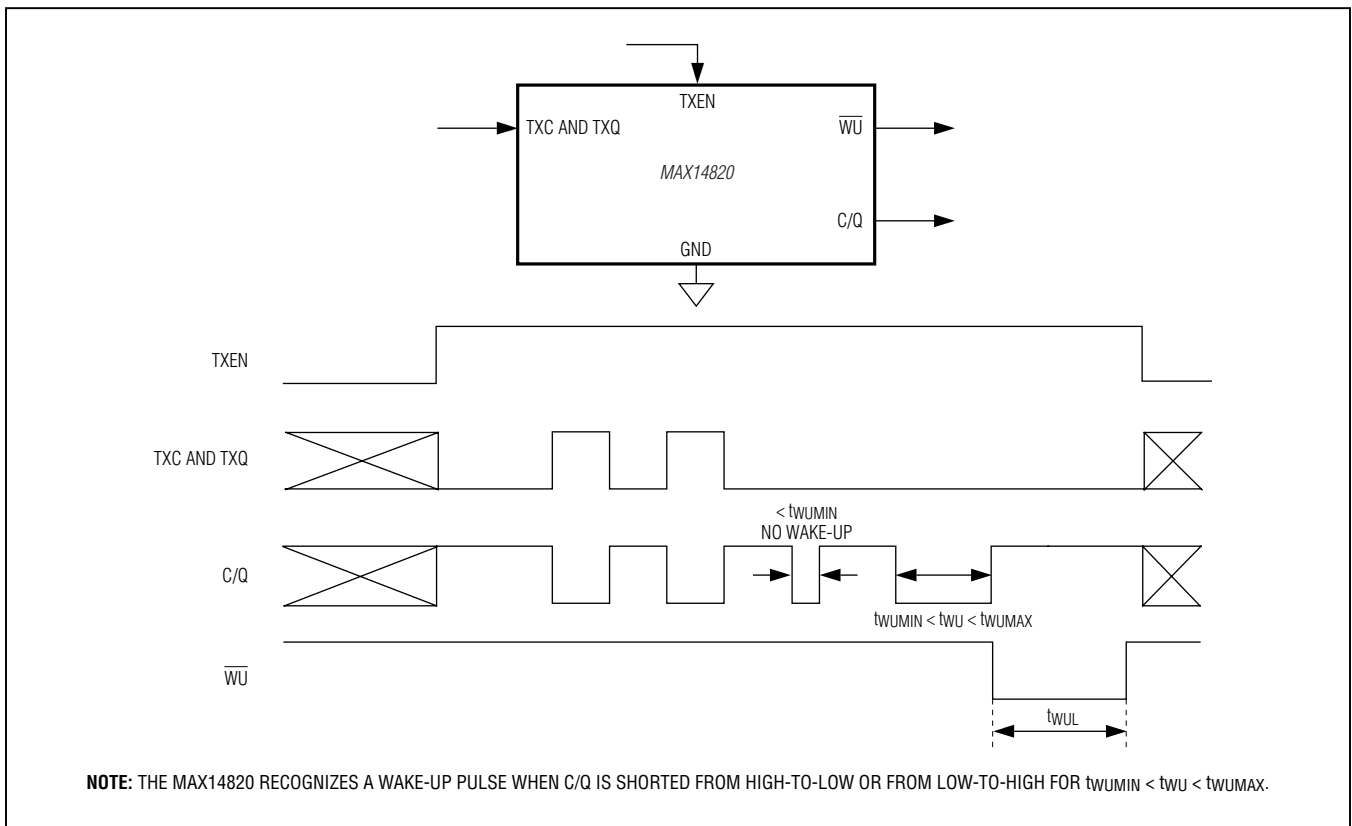 TXEN
TXC AND TXQ
W̅U̅
MAX14820
C/Q
GND
TXEN
TXC AND TXQ
< tWUMIN
NO WAKE-UP
C/Q
tWUMIN < tWU < tWUMAX
W̅U̅
tWUL
NOTE: THE MAX14820 RECOGNIZES A WAKE-UP PULSE WHEN C/Q IS SHORTED FROM HIGH-TO-LOW OR FROM LOW-TO-HIGH FOR tWUMIN < tWU < tWUMAX.